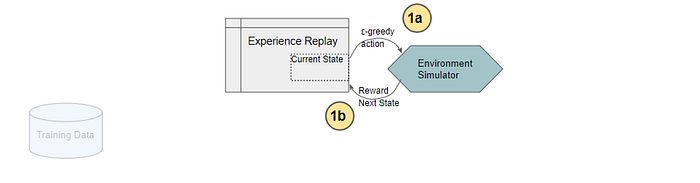 1a
Experience Replay
ε-greedy
action
Current State
Environment
Simulator
Reward
Next State
1b
Training Data